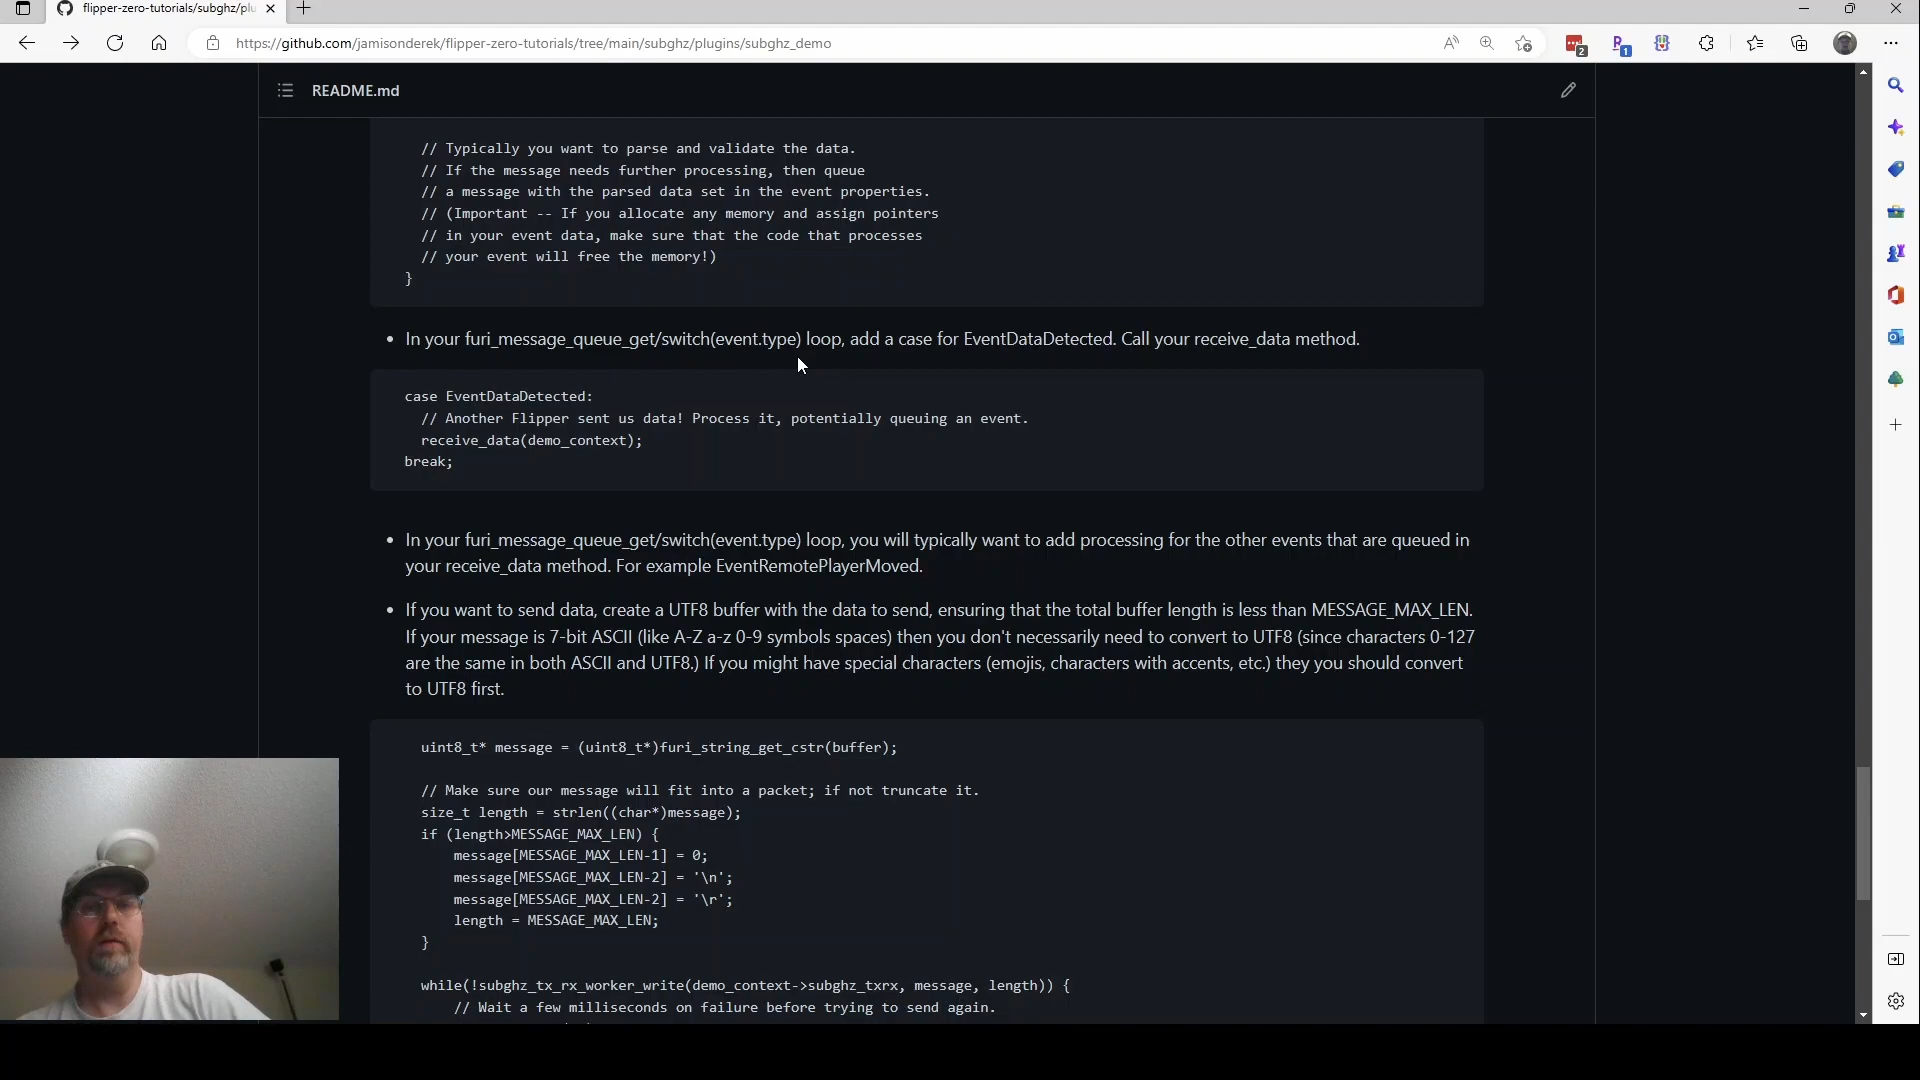 flipper-zero-tutorials/subghz/plu
https://github.com/jamisonderek/flipper-zero-tutorials/tree/main/subghz/plugins/subghz_demo
2
1
README.md
// Typically you want to parse and validate the data.
// If the message needs further processing, then queue
// a message with the parsed data set in the event properties.
// (Important -- If you allocate any memory and assign pointers
// in your event data, make sure that the code that processes
// your event will free the memory!)
}
• In your furi_message_queue_get/switch(event.type) loop, add a case for EventDataDetected. Call your receive_data method.
case EventDataDetected:
// Another Flipper sent us data! Process it, potentially queuing an event.
receive_data(demo_context);
break;
• In your furi_message_queue_get/switch(event.type) loop, you will typically want to add processing for the other events that are queued in
your receive_data method. For example EventRemotePlayerMoved.
• If you want to send data, create a UTF8 buffer with the data to send, ensuring that the total buffer length is less than MESSAGE_MAX_LEN.
If your message is 7-bit ASCII (like A-Z a-z 0-9 symbols spaces) then you don't necessarily need to convert to UTF8 (since characters 0-127
are the same in both ASCII and UTF8.) If you might have special characters (emojis, characters with accents, etc.) they you should convert
to UTF8 first.
uint8_t* message = (uint8_t*)furi_string_get_cstr(buffer);
// Make sure our message will fit into a packet; if not truncate it.
size_t length = strlen((char*)message);
if (length>MESSAGE_MAX_LEN) {
message[MESSAGE_MAX_LEN-1] = 0;
message[MESSAGE_MAX_LEN-2] = '\n';
message[MESSAGE_MAX_LEN-2] = '\r';
length = MESSAGE_MAX_LEN;
}
while(!subghz_tx_rx_worker_write(demo_context->subghz_txrx, message, length)) {
// Wait a few milliseconds on failure before trying to send again.